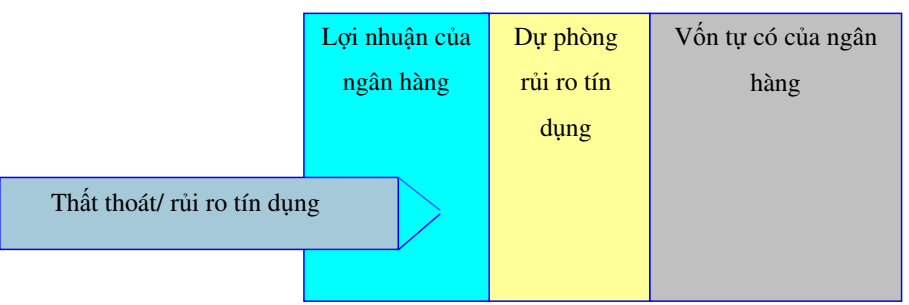 Lợi nhuận của
ngân hàng
Dự phòng
rủi ro tín
dụng
Vốn tự có của ngân
hàng
Thất thoát/ rủi ro tín dụng